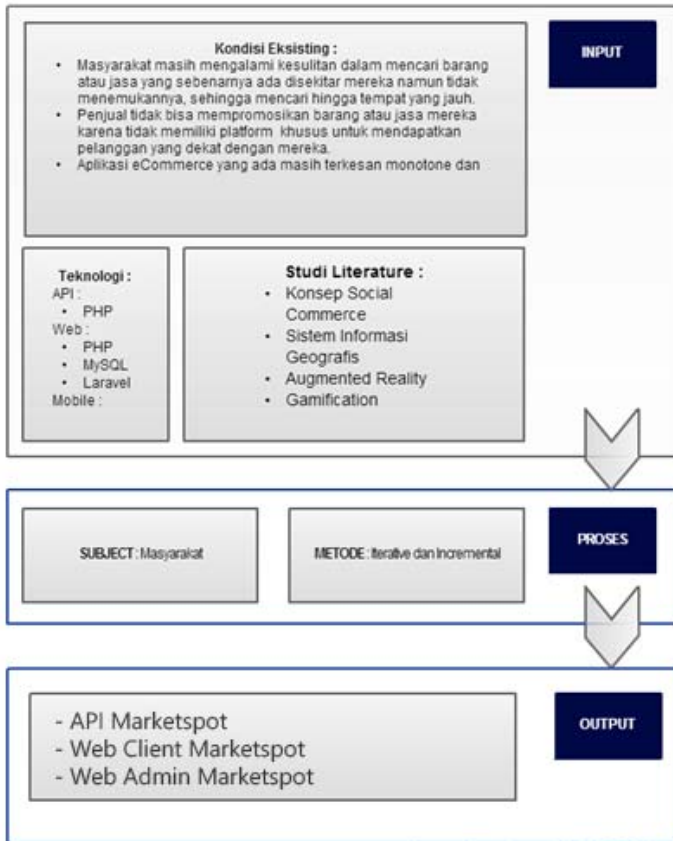 Kondisi Eksisting :
INPUT
• Masyarakat masih mengalami kesulitan dalam mencari barang
atau jasa yang sebenarnya ada disekitar mereka namun tidak
menemukannya, sehingga mencari hingga tempat yang jauh.
• Penjual tidak bisa mempromosikan barang atau jasa mereka
karena tidak memiliki platform khusus untuk mendapatkan
pelanggan yang dekat dengan mereka.
• Aplikasi eCommerce yang ada masih terkesan monotone dan
Teknologi :
API :
• PHP
Web :
• PHP
• MySQL
• Laravel
Mobile :
Studi Literature :
• Konsep Social
Commerce
• Sistem Informasi
Geografis
• Augmented Reality
• Gamification
SUBJECT : Masyarakat
METODE : Iterative dan Incremental
PROSES
- API Marketspot
- Web Client Marketspot
- Web Admin Marketspot
OUTPUT